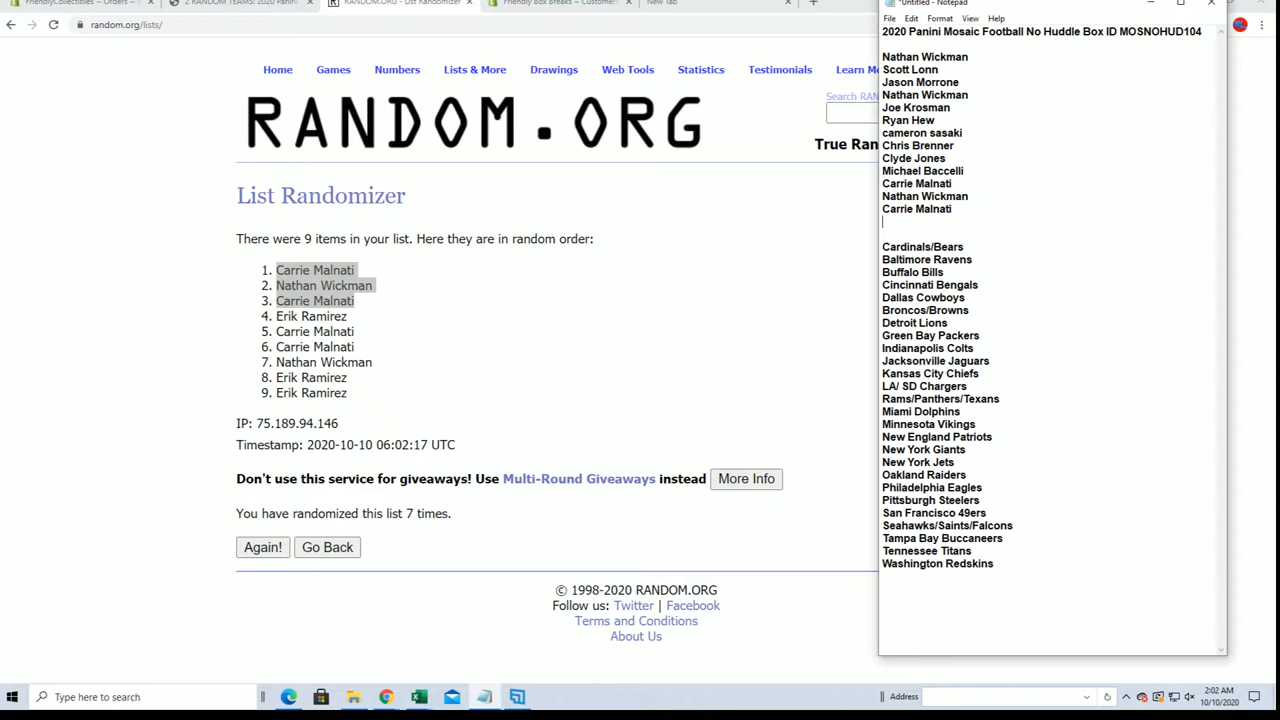 FriendlyCollectibles – Orders – S
2 RANDOM TEAMS: 2020 Panini
RANDOM.ORG - List Randomizer
Friendly Box Breaks – Customers
New Tab
random.org/lists/
Home Games Numbers Lists & More Drawings Web Tools Statistics Testimonials Learn
RANDOM.ORG
Search
True Ran
List Randomizer
There were 9 items in your list. Here they are in random order:
1. Carrie Malnati
2. Nathan Wickman
3. Carrie Malnati
4. Erik Ramirez
5. Carrie Malnati
6. Carrie Malnati
7. Nathan Wickman
8. Erik Ramirez
9. Erik Ramirez
IP: 75.189.94.146
Timestamp: 2020-10-10 06:02:17 UTC
Don't use this service for giveaways! Use Multi-Round Giveaways instead More Info
You have randomized this list 7 times.
Again! Go Back
© 1998-2020 RANDOM.ORG
Follow us: Twitter | Facebook
Terms and Conditions
About Us
*Untitled - Notepad
File Edit Format View Help
2020 Panini Mosaic Football No Huddle Box ID MOSNOHUD104
Nathan Wickman
Scott Lonn
Jason Morrone
Nathan Wickman
Joe Krosman
Ryan Hew
cameron sasaki
Chris Brenner
Clyde Jones
Michael Baccelli
Carrie Malnati
Nathan Wickman
Carrie Malnati
Cardinals/Bears
Baltimore Ravens
Buffalo Bills
Cincinnati Bengals
Dallas Cowboys
Broncos/Browns
Detroit Lions
Green Bay Packers
Indianapolis Colts
Jacksonville Jaguars
Kansas City Chiefs
LA/ SD Chargers
Rams/Panthers/Texans
Miami Dolphins
Minnesota Vikings
New England Patriots
New York Giants
New York Jets
Oakland Raiders
Philadelphia Eagles
Pittsburgh Steelers
San Francisco 49ers
Seahawks/Saints/Falcons
Tampa Bay Buccaneers
Tennessee Titans
Washington Redskins
Type here to search
Address
2:02 AM
10/10/2020